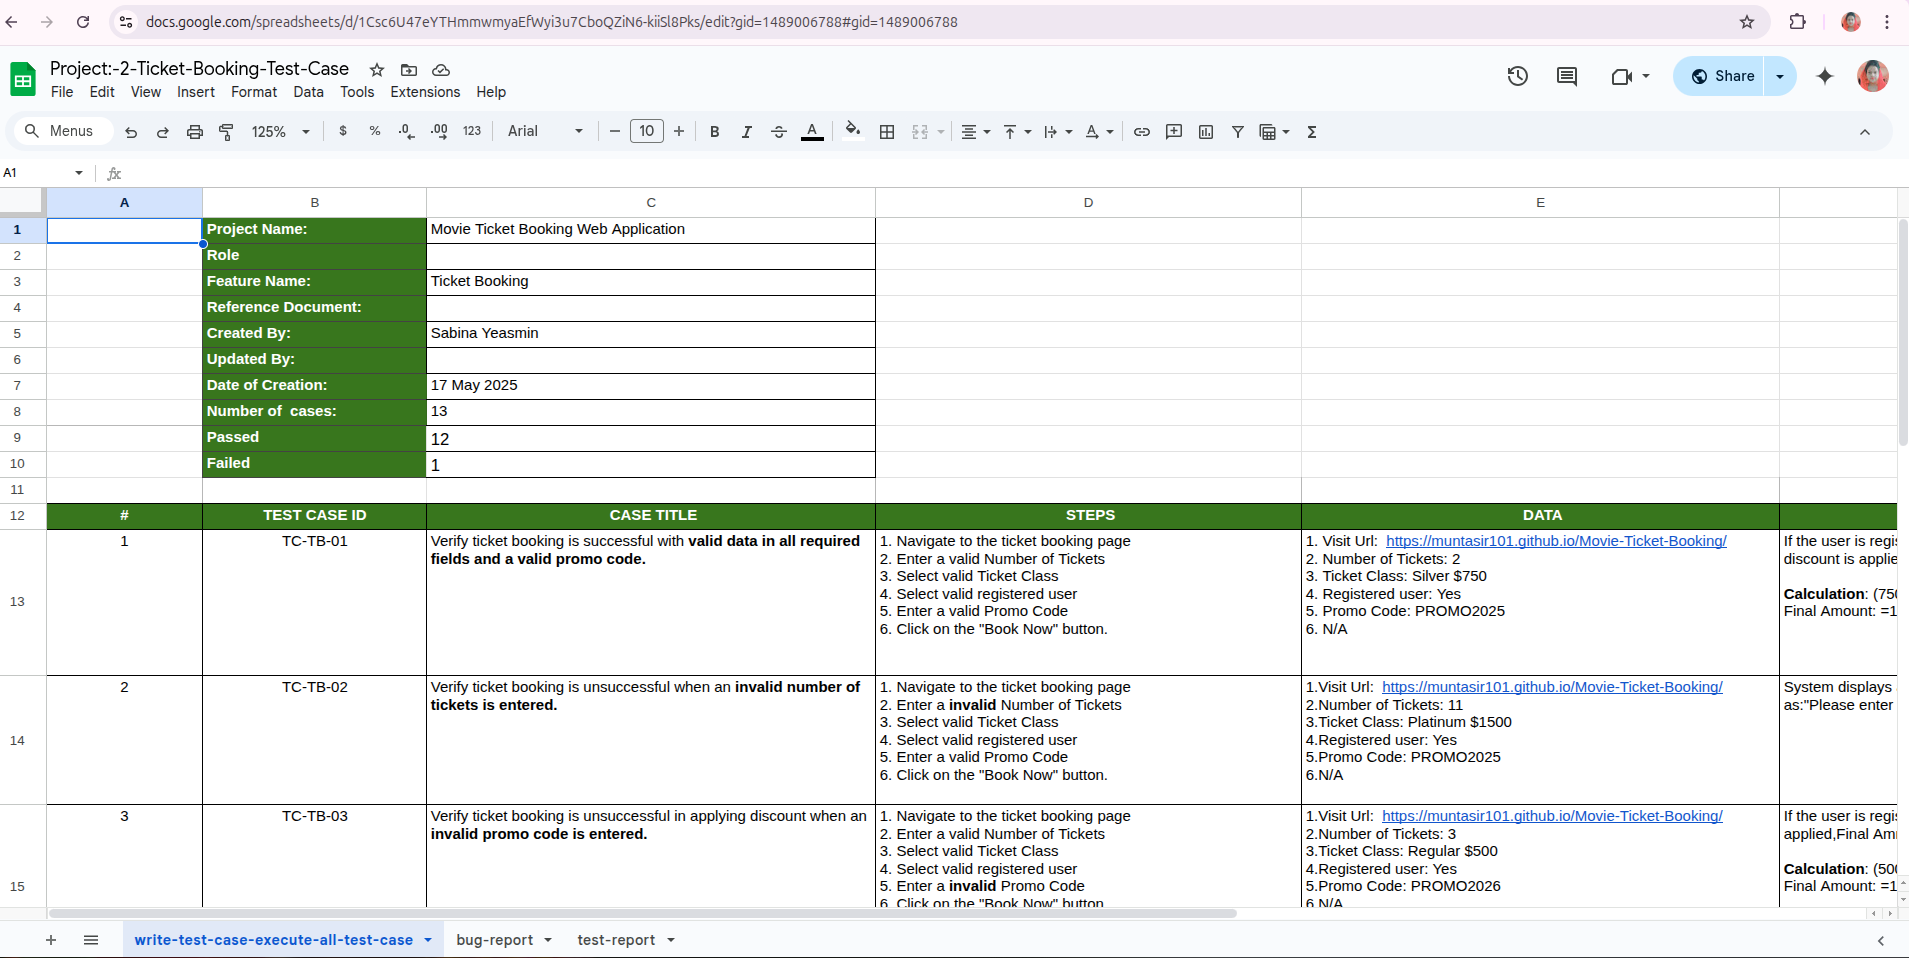 docs.google.com/spreadsheets/d/1Csc6U47eYTHmmwmyaEfWyi3u7CboQZiN6-kiiSl8Pks/edit?gid=1489006788#gid=1489006788
Project:-2-Ticket-Booking-Test-Case
File Edit View Insert Format Data Tools Extensions Help
Share
Menus 125% $ % .0 .00 123 Arial 10 B I A Σ
A1 fx
A B C D E
1 Project Name: Movie Ticket Booking Web Application
2 Role
3 Feature Name: Ticket Booking
4 Reference Document:
5 Created By: Sabina Yeasmin
6 Updated By:
7 Date of Creation: 17 May 2025
8 Number of  cases: 13
9 Passed 12
10 Failed 1
11
12 # TEST CASE ID CASE TITLE STEPS DATA
13
1
TC-TB-01
Verify ticket booking is successful with valid data in all required
fields and a valid promo code.
1. Navigate to the ticket booking page
2. Enter a valid Number of Tickets
3. Select valid Ticket Class
4. Select valid registered user
5. Enter a valid Promo Code
6. Click on the "Book Now" button.
1. Visit Url:  https://muntasir101.github.io/Movie-Ticket-Booking/
2. Number of Tickets: 2
3. Ticket Class: Silver $750
4. Registered user: Yes
5. Promo Code: PROMO2025
6. N/A
If the user is regis
discount is applie
Calculation: (750
Final Amount: =1
14
2
TC-TB-02
Verify ticket booking is unsuccessful when an invalid number of
tickets is entered.
1. Navigate to the ticket booking page
2. Enter a invalid Number of Tickets
3. Select valid Ticket Class
4. Select valid registered user
5. Enter a valid Promo Code
6. Click on the "Book Now" button.
1.Visit Url:  https://muntasir101.github.io/Movie-Ticket-Booking/
2.Number of Tickets: 11
3.Ticket Class: Platinum $1500
4.Registered user: Yes
5.Promo Code: PROMO2025
6.N/A
System displays
as:"Please enter
15
3
TC-TB-03
Verify ticket booking is unsuccessful in applying discount when an
invalid promo code is entered.
1. Navigate to the ticket booking page
2. Enter a valid Number of Tickets
3. Select valid Ticket Class
4. Select valid registered user
5. Enter a invalid Promo Code
6. Click on the "Book Now" button
1.Visit Url:  https://muntasir101.github.io/Movie-Ticket-Booking/
2.Number of Tickets: 3
3.Ticket Class: Regular $500
4.Registered user: Yes
5.Promo Code: PROMO2026
6.N/A
If the user is regis
applied,Final Am
Calculation: (500
Final Amount: =1
write-test-case-execute-all-test-case bug-report test-report